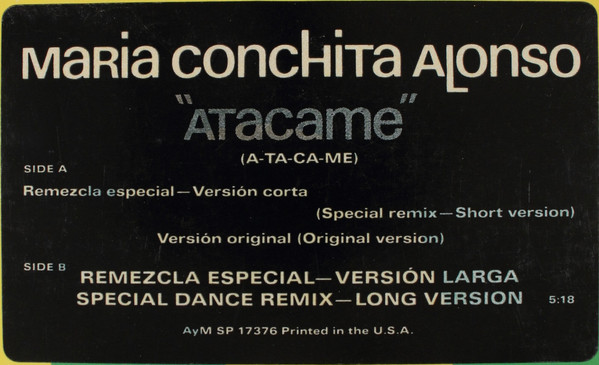 Maria Conchita Alonso
"Atacame"
(A-TA-CA-ME)
SIDE A
Remezcla especial—Versión corta
(Special remix—Short version)
Versión original (Original version)
SIDE B
REMEZCLA ESPECIAL—VERSIÓN LARGA
SPECIAL DANCE REMIX—LONG VERSION 5:18
AyM SP 17376 Printed in the U.S.A.